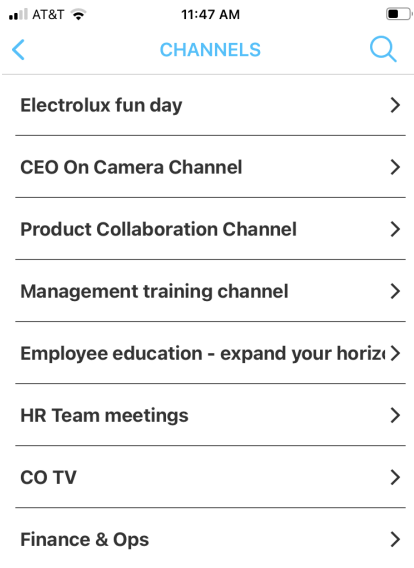 AT&T 11:47 AM
CHANNELS
Electrolux fun day
CEO On Camera Channel
Product Collaboration Channel
Management training channel
Employee education - expand your
HR Team meetings
CO TV
Finance & Ops